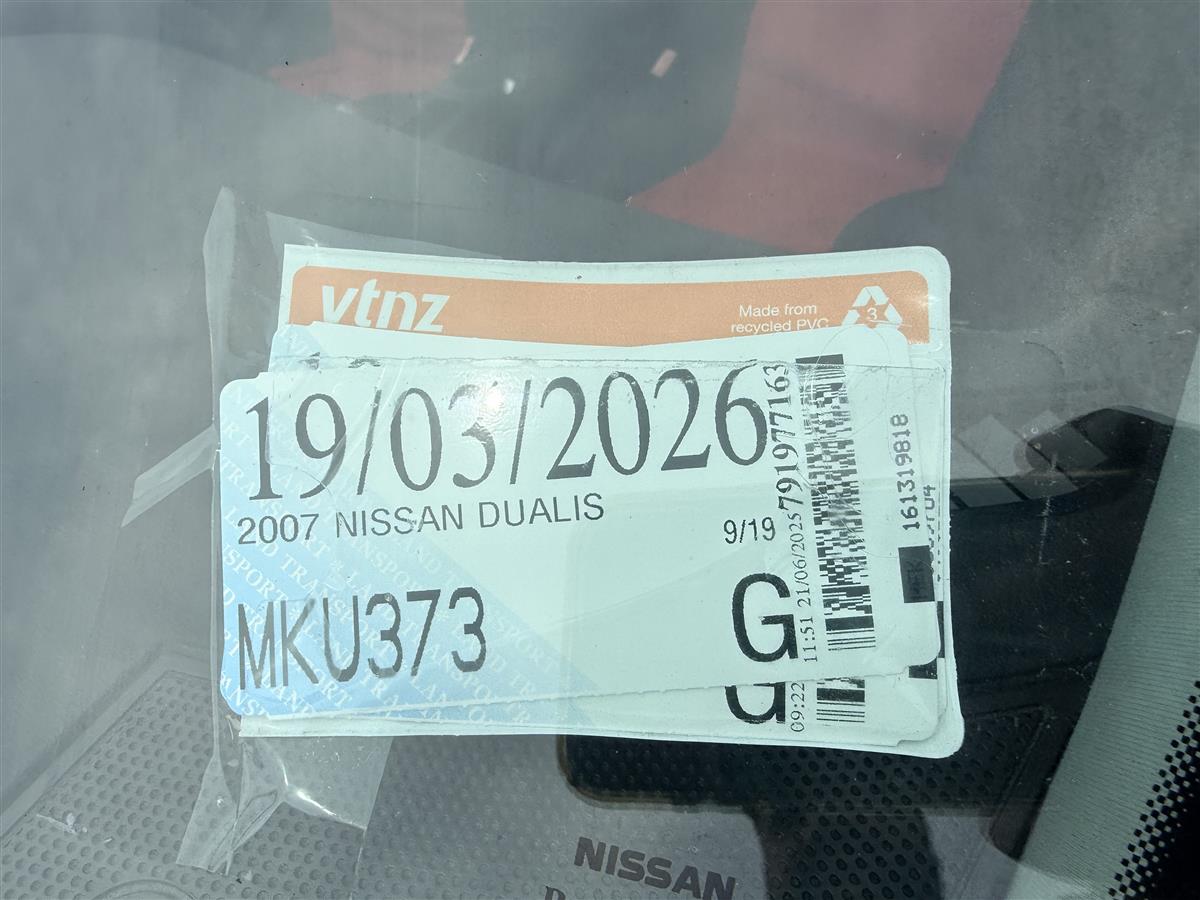 vtnz
Made from
recycled PVC
3
19/03/2026
2007 NISSAN DUALIS
9/19
MKU373
G
G
11:51 21/06/2025 791977163
09:22
161319818
NISSAN